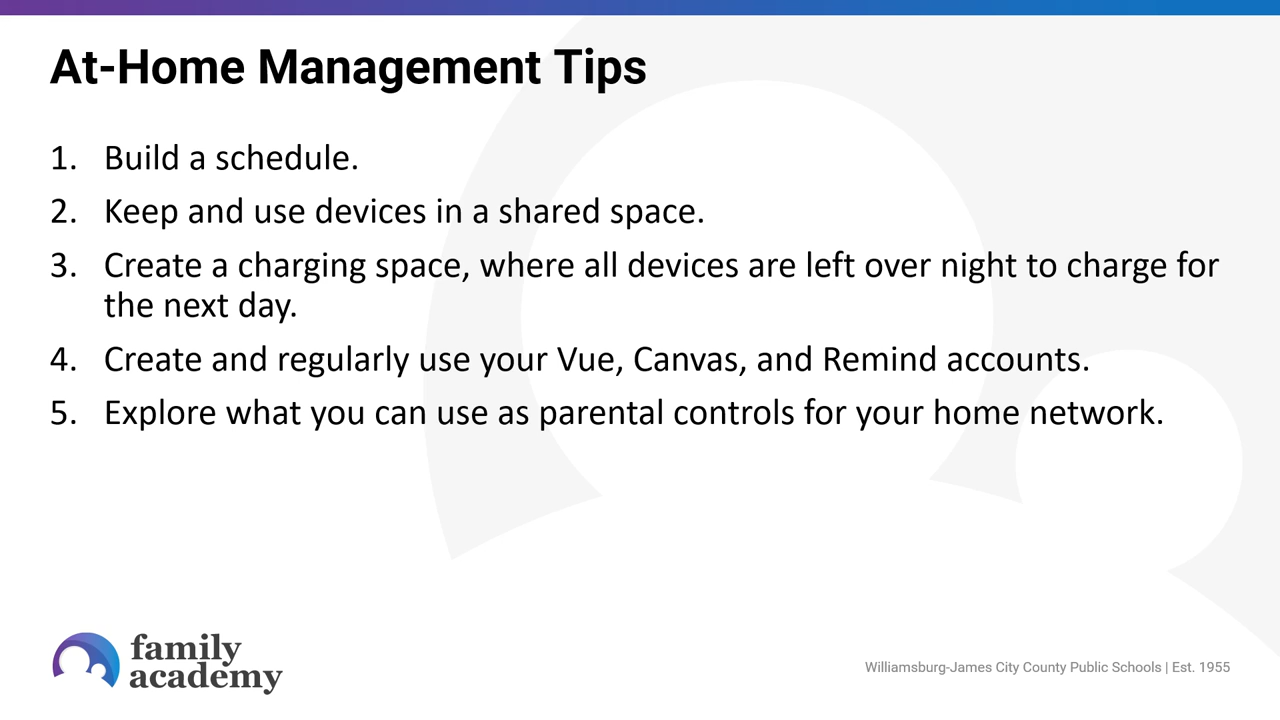 At-Home Management Tips
1. Build a schedule.
2. Keep and use devices in a shared space.
3. Create a charging space, where all devices are left over night to charge for
the next day.
4. Create and regularly use your Vue, Canvas, and Remind accounts.
5. Explore what you can use as parental controls for your home network.
family
academy
Williamsburg-James City County Public Schools | Est. 1955